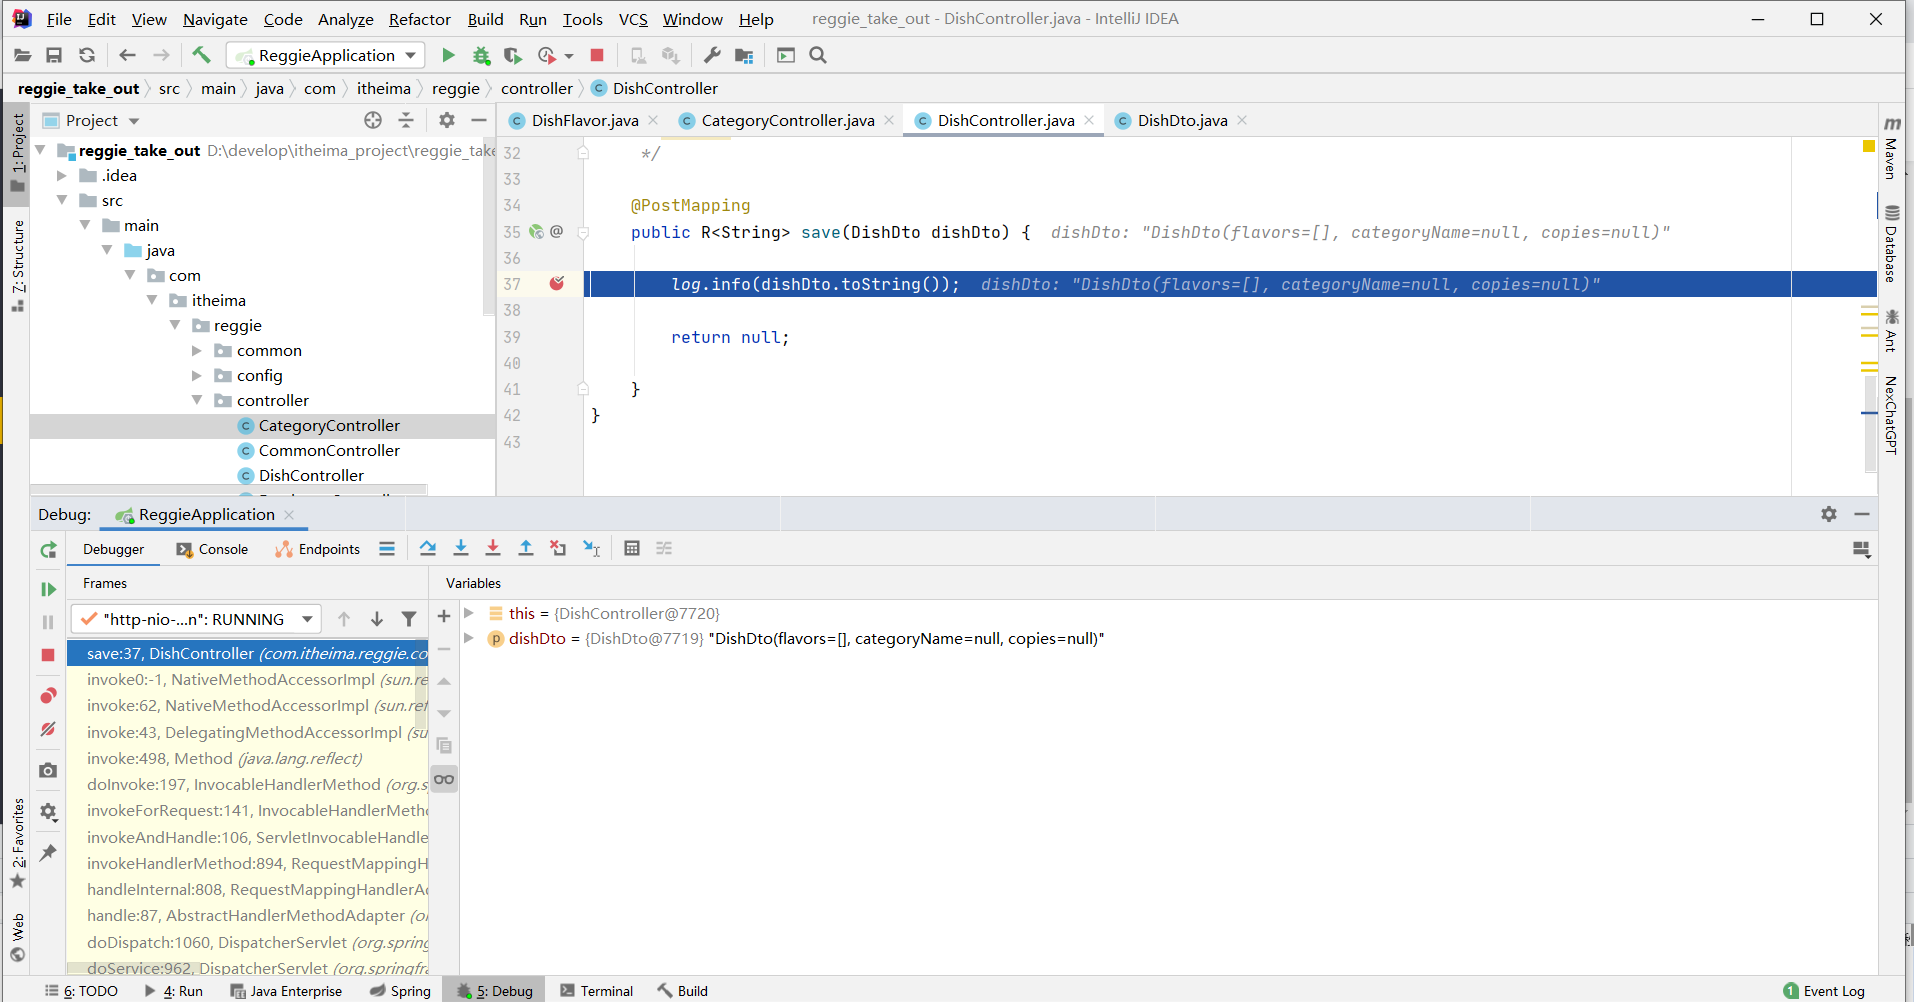 File Edit View Navigate Code Analyze Refactor Build Run Tools VCS Window Help reggie_take_out - DishController.java - IntelliJ IDEA
ReggieApplication
reggie_take_out src main java com itheima reggie controller DishController
1: Project
7: Structure
2: Favorites
Web
Project
reggie_take_out D:\develop\itheima_project\reggie_take
.idea
src
main
java
com
itheima
reggie
common
config
controller
CategoryController
CommonController
DishController
DishFlavor.java CategoryController.java DishController.java DishDto.java
32 */
33
34 @PostMapping
35 @ public R<String> save(DishDto dishDto) { dishDto: "DishDto(flavors=[], categoryName=null, copies=null)"
36
37 log.info(dishDto.toString()); dishDto: "DishDto(flavors=[], categoryName=null, copies=null)"
38
39 return null;
40
41 }
42 }
43
Maven
Database
Ant
NexChatGPT
Debug: ReggieApplication
Debugger Console Endpoints
Frames
"http-nio-...n": RUNNING
save:37, DishController (com.itheima.reggie.co
invoke0:-1, NativeMethodAccessorImpl (sun.re
invoke:62, NativeMethodAccessorImpl (sun.ref
invoke:43, DelegatingMethodAccessorImpl (su
invoke:498, Method (java.lang.reflect)
doInvoke:197, InvocableHandlerMethod (org.s
invokeForRequest:141, InvocableHandlerMetho
invokeAndHandle:106, ServletInvocableHandle
invokeHandlerMethod:894, RequestMappingH
handleInternal:808, RequestMappingHandlerAd
handle:87, AbstractHandlerMethodAdapter (or
doDispatch:1060, DispatcherServlet (org.spring
doService:962, DispatcherServlet (org.springfra
Variables
this = {DishController@7720}
dishDto = {DishDto@7719} "DishDto(flavors=[], categoryName=null, copies=null)"
6: TODO 4: Run Java Enterprise Spring 5: Debug Terminal Build 1 Event Log